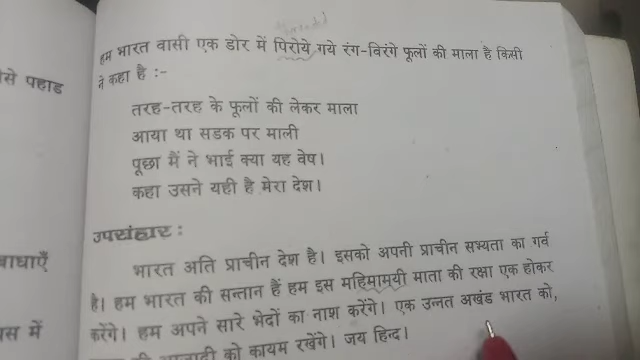 हम भारत वासी एक डोर में पिरोये गये रंग-विरंगे फूलों की माला है किसी
से पहाड
ने कहा है :-
तरह-तरह के फूलों की लेकर माला
आया था सडक पर माली
पूछा मैं ने भाई क्या यह वेष।
कहा उसने यही है मेरा देश।
उपसंहार :
बाधाएँ
भारत अति प्राचीन देश है। इसको अपनी प्राचीन सभ्यता का गर्व
है। हम भारत की सन्तान हैं हम इस महिमामयी माता की रक्षा एक होकर
करेंगे। हम अपने सारे भेदों का नाश करेंगे। एक उन्नत अखंड भारत को,
में
को कायम रखेंगे। जय हिन्द।